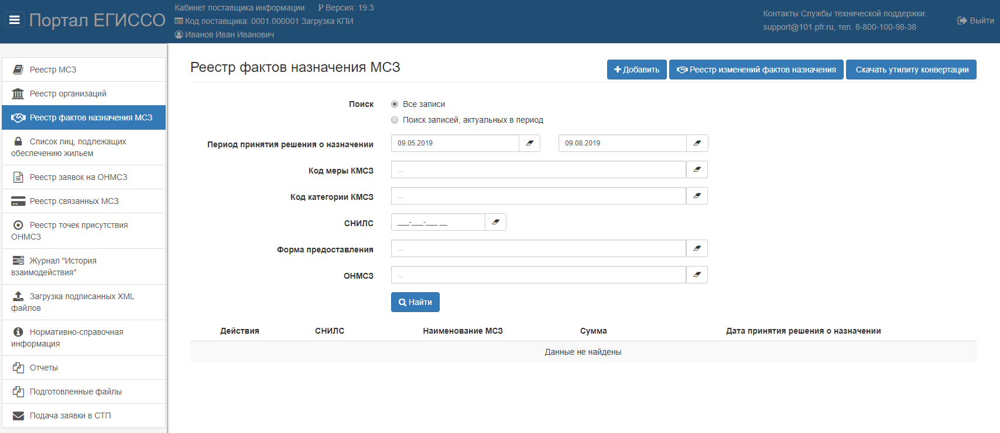 Портал ЕГИССО
Кабинет поставщика информации Версия: 19.3
Код поставщика: 0001.000001 Загрузка КПИ
Иванов Иван Иванович
Контакты Службы технической поддержки:
support@101.pfr.ru, тел. 8-800-100-98-38
Выйти
Реестр МСЗ
Реестр организаций
Реестр фактов назначения МСЗ
Список лиц, подлежащих
обеспечению жильем
Реестр заявок на ОНМСЗ
Реестр связанных МСЗ
Реестр точек присутствия
ОНМСЗ
Журнал "История
взаимодействия"
Загрузка подписанных XML
файлов
Нормативно-справочная
информация
Отчеты
Подготовленные файлы
Подача заявки в СТП
Реестр фактов назначения МСЗ
Добавить
Реестр изменений фактов назначения
Скачать утилиту конвертации
Поиск
Все записи
Поиск записей, актуальных в период
Период принятия решения о назначении 09.05.2019 09.08.2019
Код меры КМСЗ ...
Код категории КМСЗ ...
СНИЛС ___-___-___ __
Форма предоставления ...
ОНМСЗ ...
Найти
Действия СНИЛС Наименование МСЗ Сумма Дата принятия решения о назначении
Данные не найдены